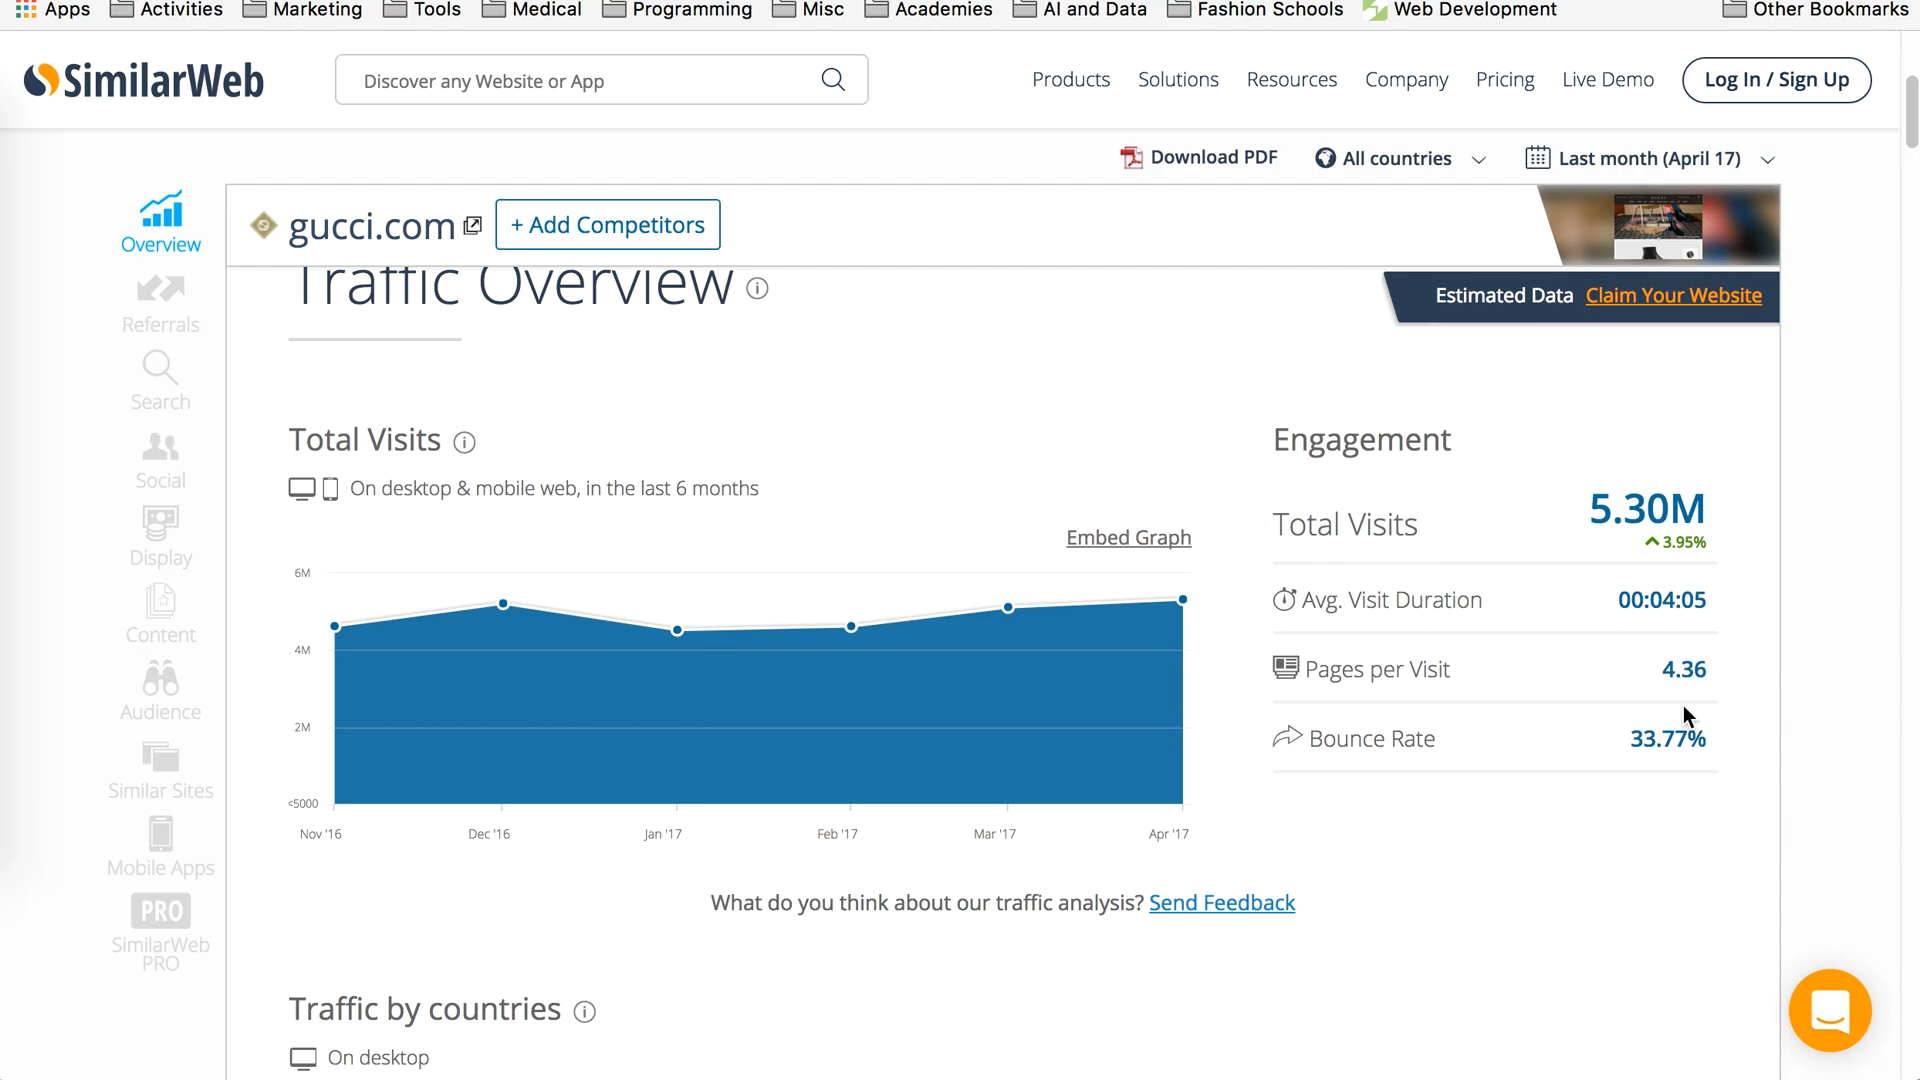 Apps Activities Marketing Tools Medical Programming Misc Academies AI and Data Fashion Schools Web Development Other Bookmarks
SimilarWeb Discover any Website or App Products Solutions Resources Company Pricing Live Demo Log In / Sign Up
Download PDF All countries Last month (April 17)
gucci.com + Add Competitors
Overview
Referrals
Search
Social
Display
Content
Audience
Similar Sites
Mobile Apps
PRO
SimilarWeb
PRO
Traffic Overview
Estimated Data Claim Your Website
Total Visits
On desktop & mobile web, in the last 6 months
Embed Graph
6M
4M
2M
<5000
Nov '16 Dec '16 Jan '17 Feb '17 Mar '17 Apr '17
Engagement
Total Visits 5.30M
3.95%
Avg. Visit Duration 00:04:05
Pages per Visit 4.36
Bounce Rate 33.77%
What do you think about our traffic analysis? Send Feedback
Traffic by countries
On desktop